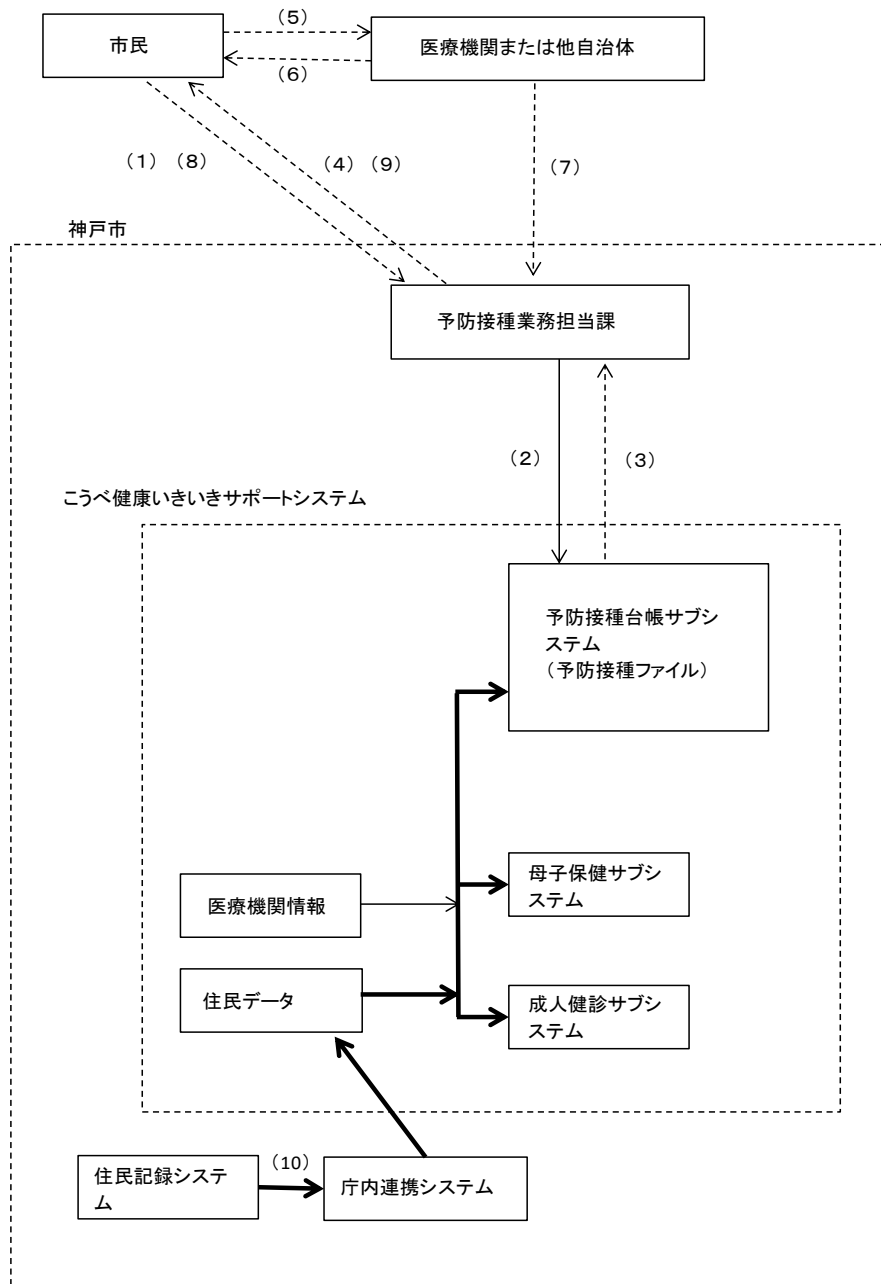 （５）
市民
医療機関または他自治体
（６）
（１）（８）
（４）（９）
（７）
神戸市
予防接種業務担当課
（２）
（３）
こうべ健康いきいきサポートシステム
予防接種台帳サブシ
ステム
（予防接種ファイル）
母子保健サブシ
ステム
医療機関情報
住民データ
成人健診サブシ
ステム
（10）
住民記録システ
ム
庁内連携システム